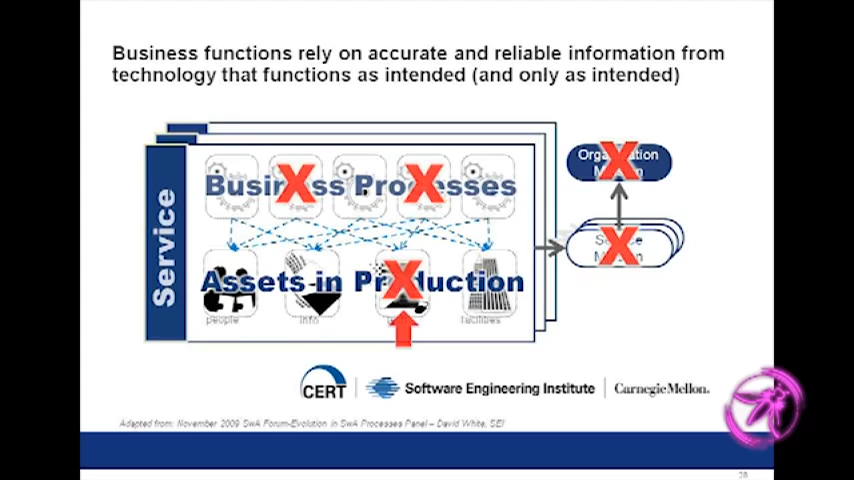 Business functions rely on accurate and reliable information from
technology that functions as intended (and only as intended)
Service
Business Processes
Assets in Production
people
info
facilities
CERT
Software Engineering Institute
CarnegieMellon.
Adapted from: November 2009 SwA Forum-Evolution in SwA Processes Panel – David White, SEI
28